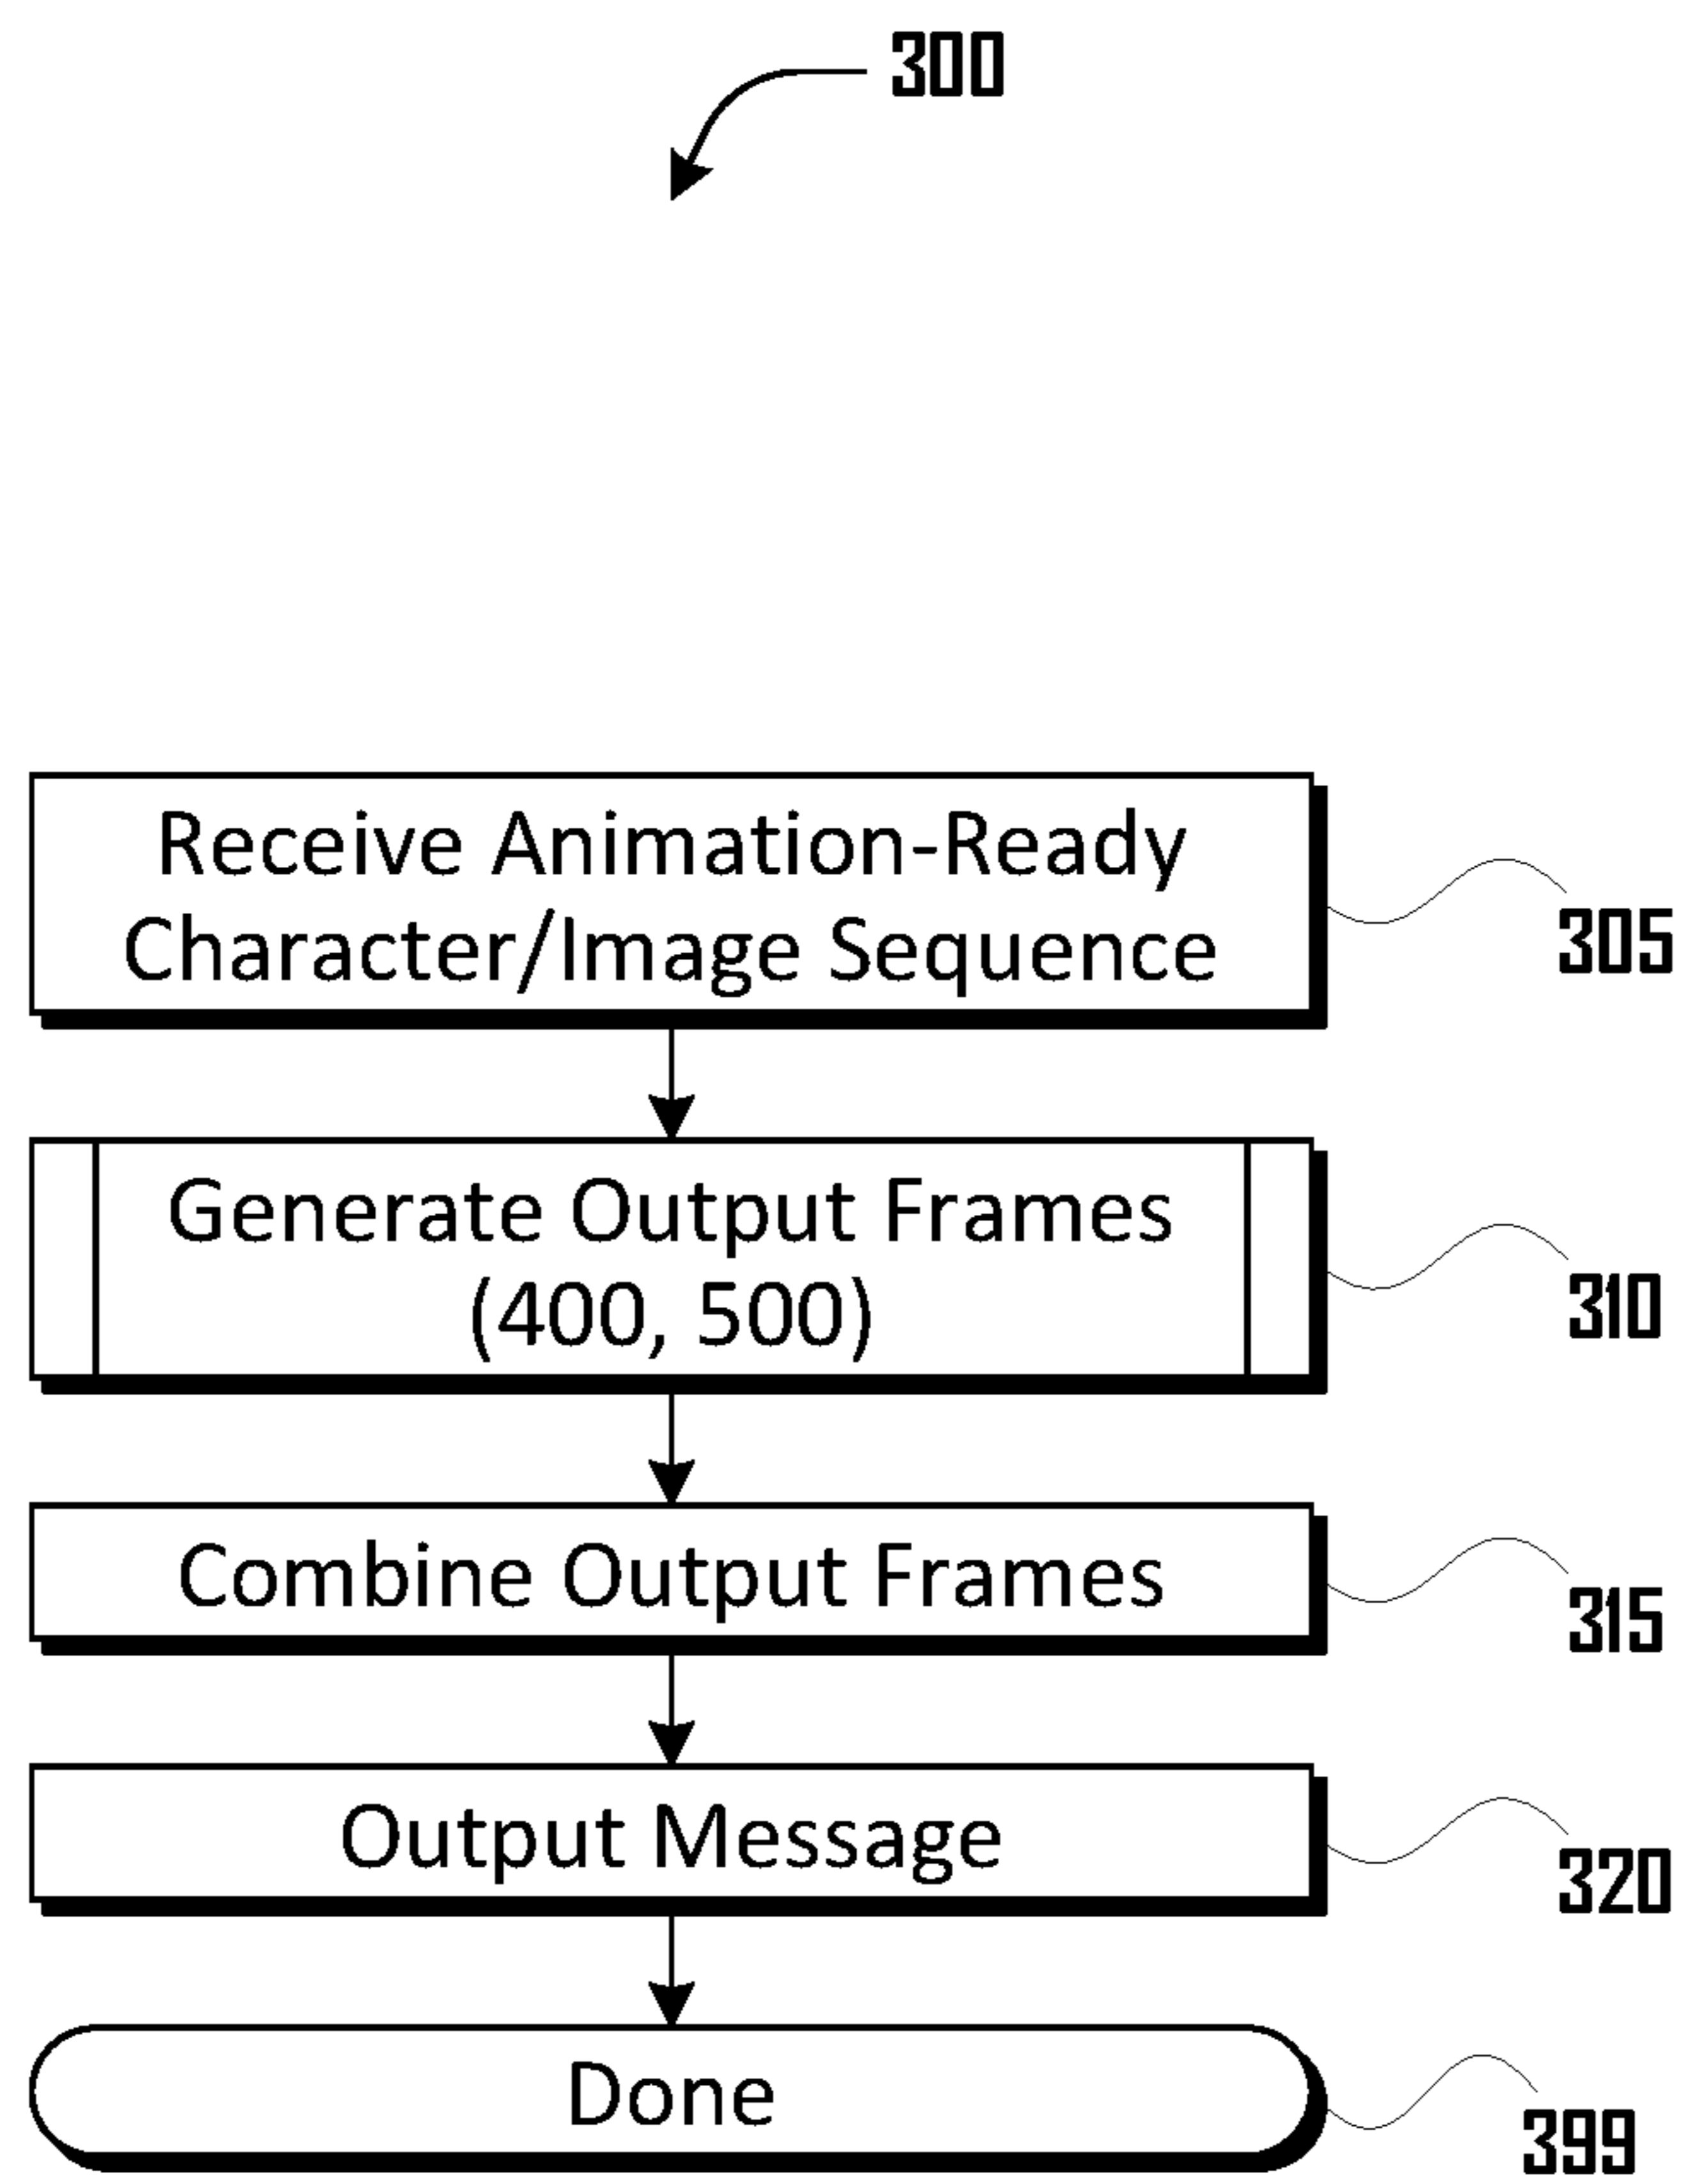 300
Receive Animation-Ready
Character/Image Sequence
305
Generate Output Frames
(400, 500)
310
Combine Output Frames
315
Output Message
320
Done
399